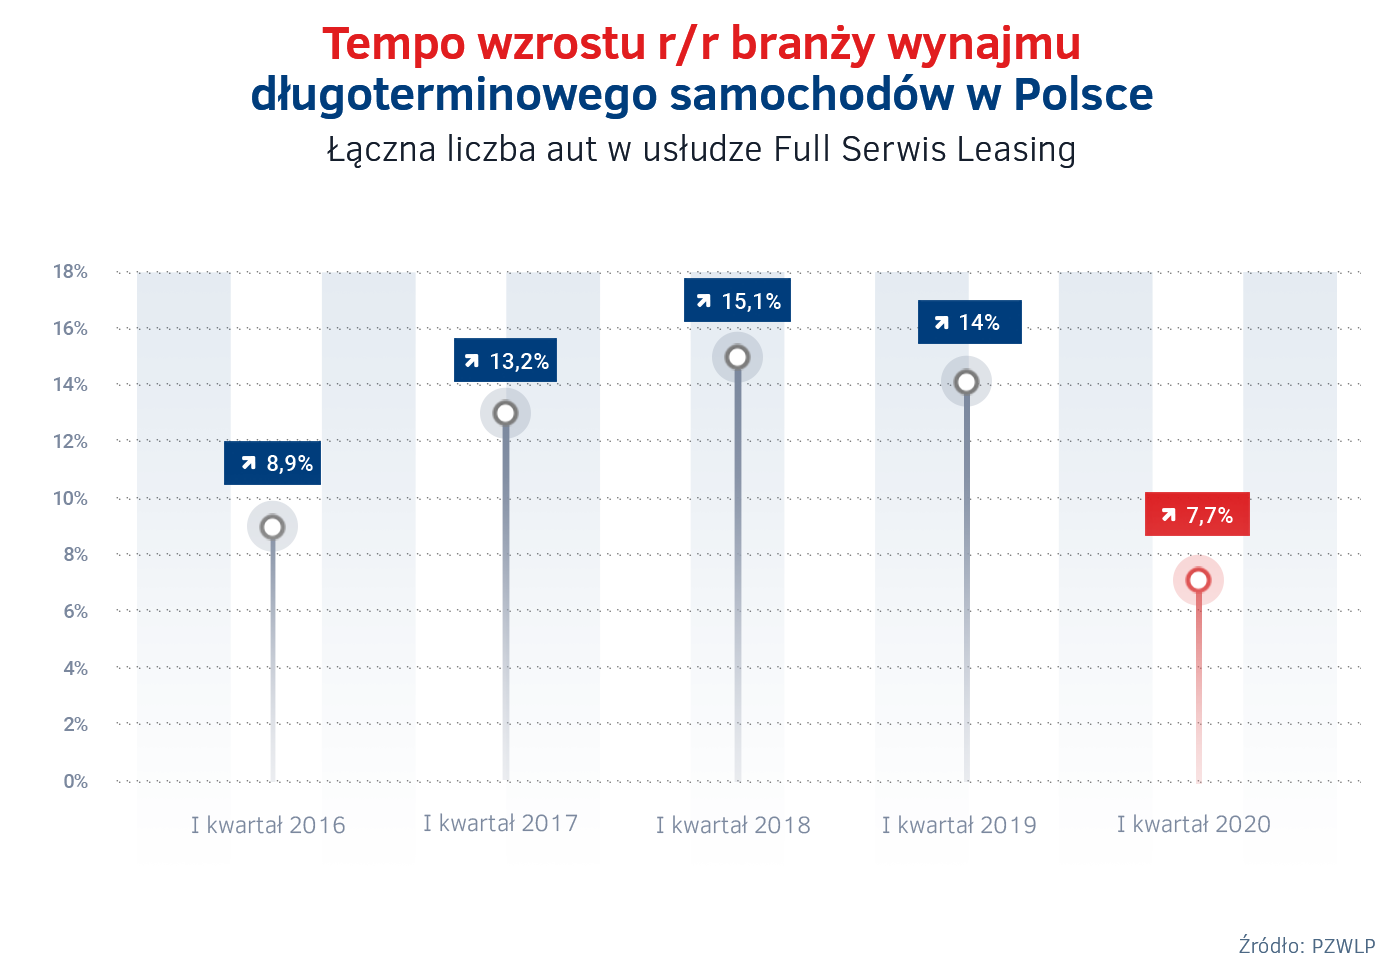 Tempo wzrostu r/r branży wynajmu
długoterminowego samochodów w Polsce
Łączna liczba aut w usłudze Full Serwis Leasing
18%
16%
14%
12%
10%
8%
6%
4%
2%
0%
8,9%
13,2%
15,1%
14%
7,7%
I kwartał 2016
I kwartał 2017
I kwartał 2018
I kwartał 2019
I kwartał 2020
Źródło: PZWLP